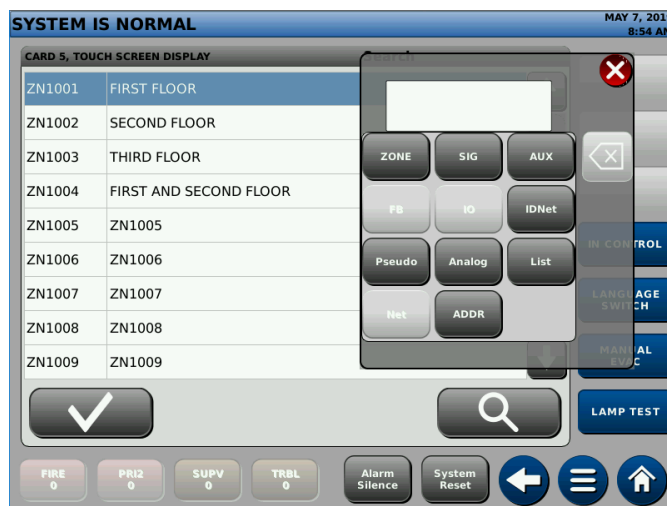 SYSTEM IS NORMAL
MAY 7, 201
8:54 AM
CARD 5, TOUCH SCREEN DISPLAY
Search
ZN1001 FIRST FLOOR
ZN1002 SECOND FLOOR
ZN1003 THIRD FLOOR
ZN1004 FIRST AND SECOND FLOOR
ZN1005 ZN1005
ZN1006 ZN1006
ZN1007 ZN1007
ZN1008 ZN1008
ZN1009 ZN1009
ZONE SIG AUX
FB IO IDNet
Pseudo Analog List
Net ADDR
IN CONTROL
LANGUAGE
SWITCH
MANUAL
EVAC
LAMP TEST
FIRE
0
PRI2
0
SUPV
0
TRBL
0
Alarm
Silence
System
Reset